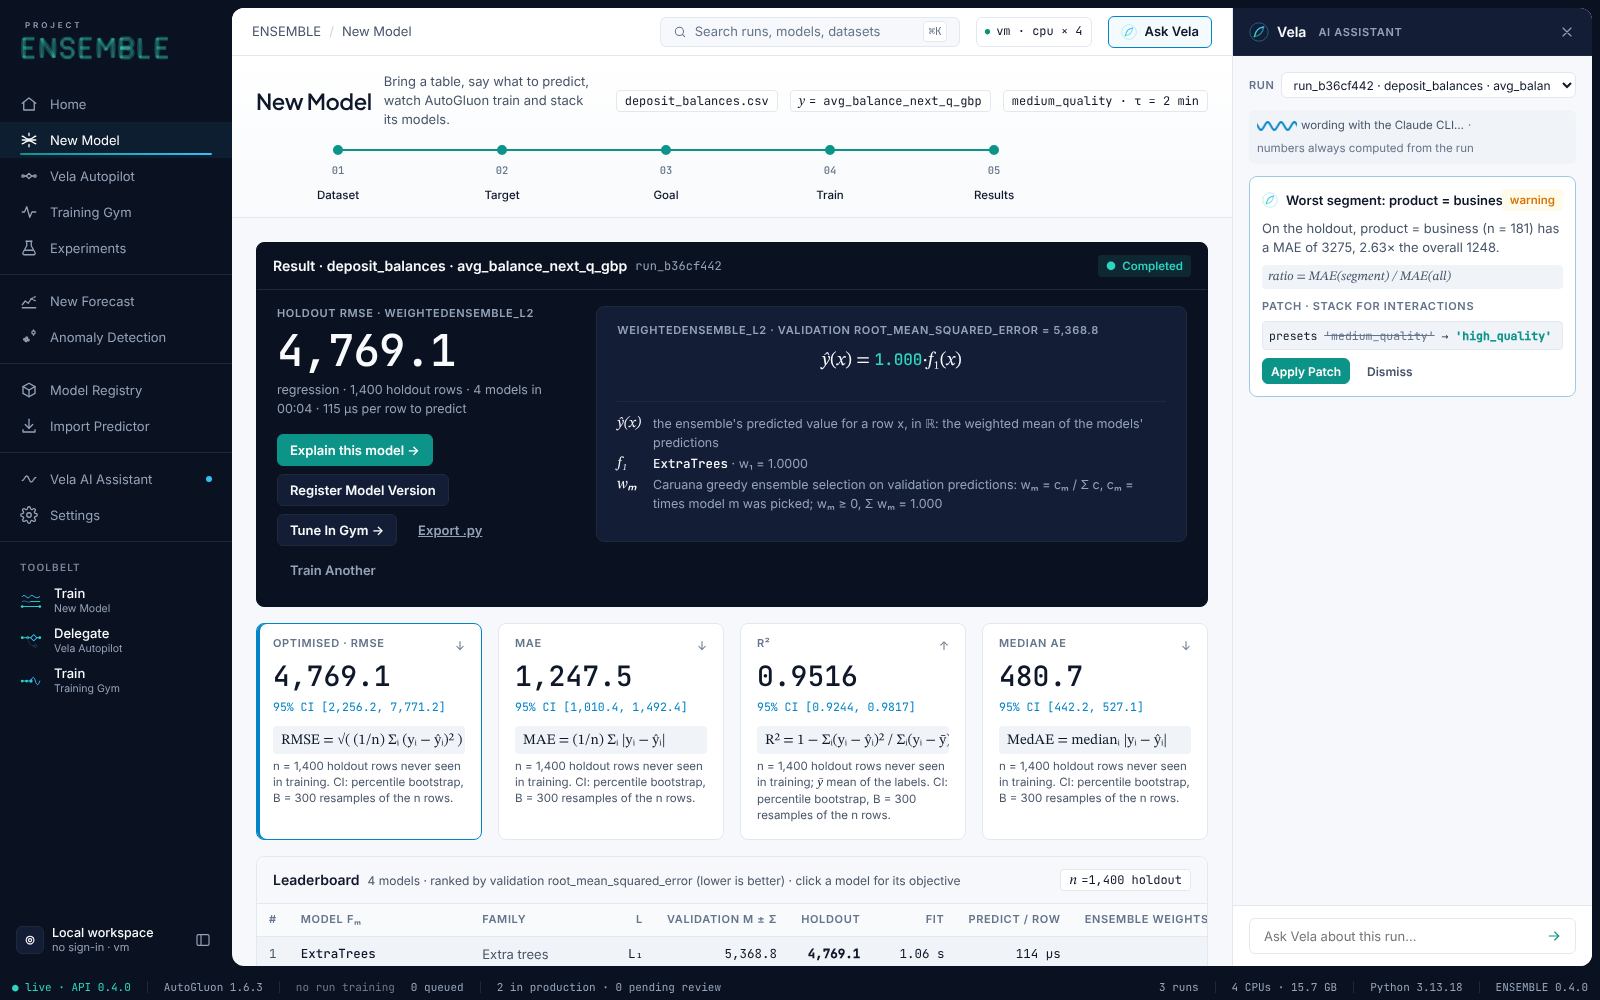 PROJECT
ENSEMBLE
Home
New Model
Vela Autopilot
Training Gym
Experiments
New Forecast
Anomaly Detection
Model Registry
Import Predictor
Vela AI Assistant
Settings
TOOLBELT
Train
New Model
Delegate
Vela Autopilot
Train
Training Gym
Local workspace
no sign-in · vm
ENSEMBLE / New Model
Search runs, models, datasets ⌘K
vm · cpu × 4
Ask Vela
New Model
Bring a table, say what to predict,
watch AutoGluon train and stack
its models.
deposit_balances.csv
y = avg_balance_next_q_gbp
medium_quality · τ = 2 min
01 02 03 04 05
Dataset Target Goal Train Results
Result · deposit_balances · avg_balance_next_q_gbp run_b36cf442
Completed
HOLDOUT RMSE · WEIGHTEDENSEMBLE_L2
4,769.1
regression · 1,400 holdout rows · 4 models in
00:04 · 115 µs per row to predict
Explain this model →
Register Model Version
Tune In Gym → Export .py
Train Another
WEIGHTEDENSEMBLE_L2 · VALIDATION ROOT_MEAN_SQUARED_ERROR = 5,368.8
ŷ(x) = 1.000·f₁(x)
ŷ(x) the ensemble's predicted value for a row x, in ℝ: the weighted mean of the models'
predictions
f₁ ExtraTrees · w₁ = 1.0000
wₘ Caruana greedy ensemble selection on validation predictions: wₘ = cₘ / Σ c, cₘ =
times model m was picked; wₘ ≥ 0, Σ wₘ = 1.000
OPTIMISED · RMSE ↓
4,769.1
95% CI [2,256.2, 7,771.2]
RMSE = √( (1/n) Σᵢ (yᵢ − ŷᵢ)² )
n = 1,400 holdout rows never seen
in training. CI: percentile bootstrap,
B = 300 resamples of the n rows.
MAE ↓
1,247.5
95% CI [1,010.4, 1,492.4]
MAE = (1/n) Σᵢ |yᵢ − ŷᵢ|
n = 1,400 holdout rows never seen
in training. CI: percentile bootstrap,
B = 300 resamples of the n rows.
R² ↑
0.9516
95% CI [0.9244, 0.9817]
R² = 1 − Σᵢ(yᵢ − ŷᵢ)² / Σᵢ(yᵢ − ȳ)
n = 1,400 holdout rows never seen
in training; ȳ mean of the labels. CI:
percentile bootstrap, B = 300
resamples of the n rows.
MEDIAN AE ↓
480.7
95% CI [442.2, 527.1]
MedAE = medianᵢ |yᵢ − ŷᵢ|
n = 1,400 holdout rows never seen
in training. CI: percentile bootstrap,
B = 300 resamples of the n rows.
Leaderboard 4 models · ranked by validation root_mean_squared_error (lower is better) · click a model for its objective
n =1,400 holdout
# MODEL Fₘ FAMILY L VALIDATION M ± Σ HOLDOUT FIT PREDICT / ROW ENSEMBLE WEIGHTS
1 ExtraTrees Extra trees L₁ 5,368.8 4,769.1 1.06 s 114 µs
Vela AI ASSISTANT
RUN run_b36cf442 · deposit_balances · avg_balan
wording with the Claude CLI... ·
numbers always computed from the run
Worst segment: product = busines warning
On the holdout, product = business (n = 181) has
a MAE of 3275, 2.63× the overall 1248.
ratio = MAE(segment) / MAE(all)
PATCH · STACK FOR INTERACTIONS
presets 'medium_quality' → 'high_quality'
Apply Patch Dismiss
Ask Vela about this run... →
live · API 0.4.0 AutoGluon 1.6.3 no run training 0 queued 2 in production · 0 pending review 3 runs 4 CPUs · 15.7 GB Python 3.13.18 ENSEMBLE 0.4.0